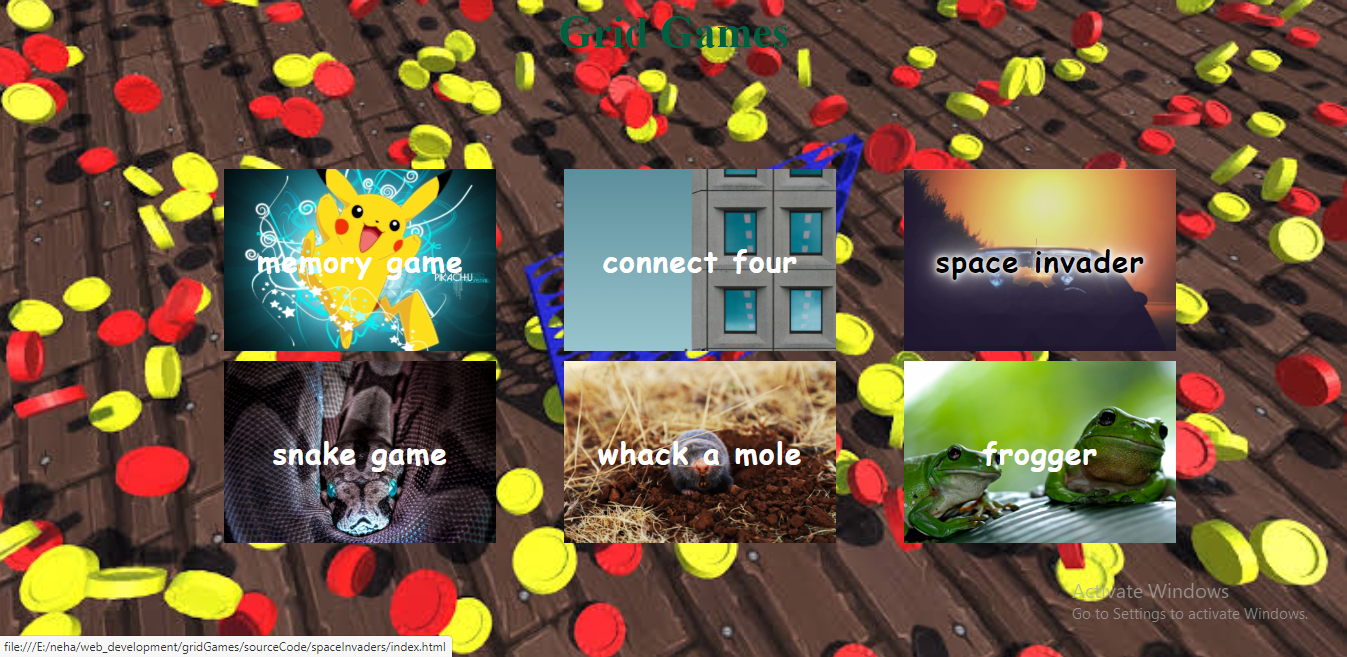 Grid Games
memory game
PIKACHU
connect four
space invader
snake game
whack a mole
frogger
Activate Windows
Go to Settings to activate Windows.
file:///E:/neha/web_development/gridGames/sourceCode/spaceInvaders/index.html